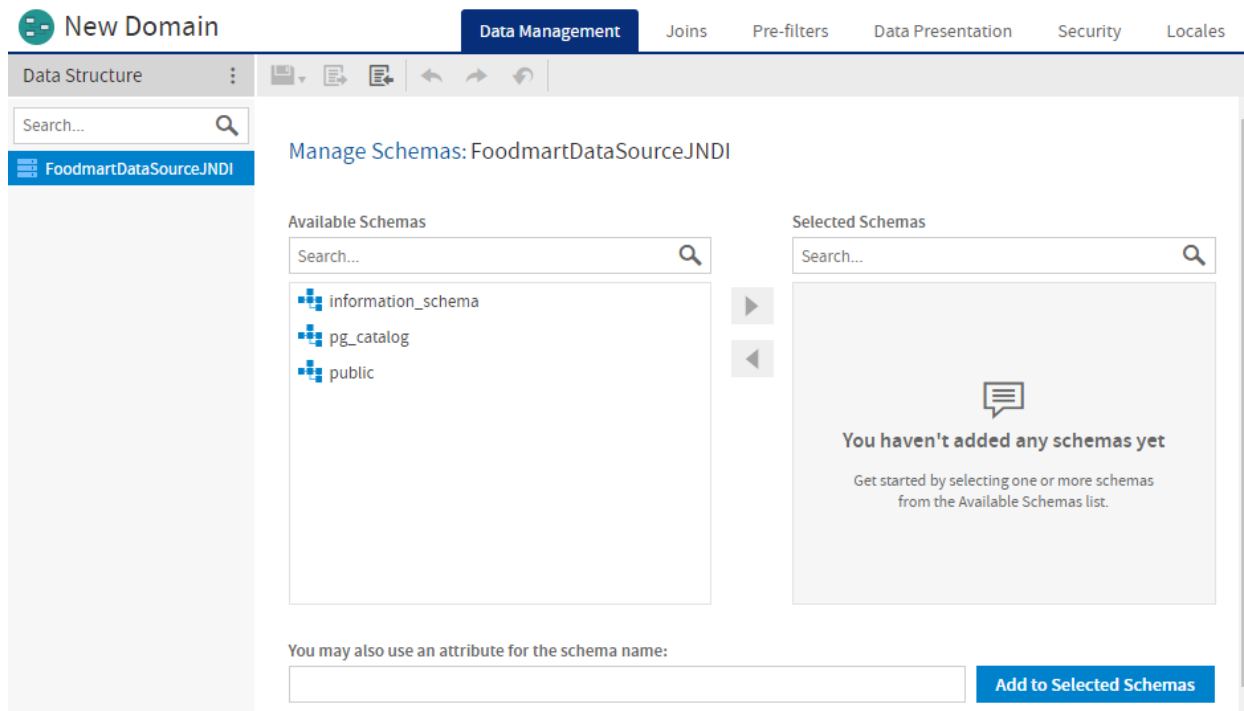 New Domain
Data Management
Joins
Pre-filters
Data Presentation
Security
Locales
Data Structure
Search...
FoodmartDataSourceJNDI
Manage Schemas: FoodmartDataSourceJNDI
Available Schemas
Search...
information_schema
pg_catalog
public
Selected Schemas
Search...
You haven't added any schemas yet
Get started by selecting one or more schemas
from the Available Schemas list.
You may also use an attribute for the schema name:
Add to Selected Schemas